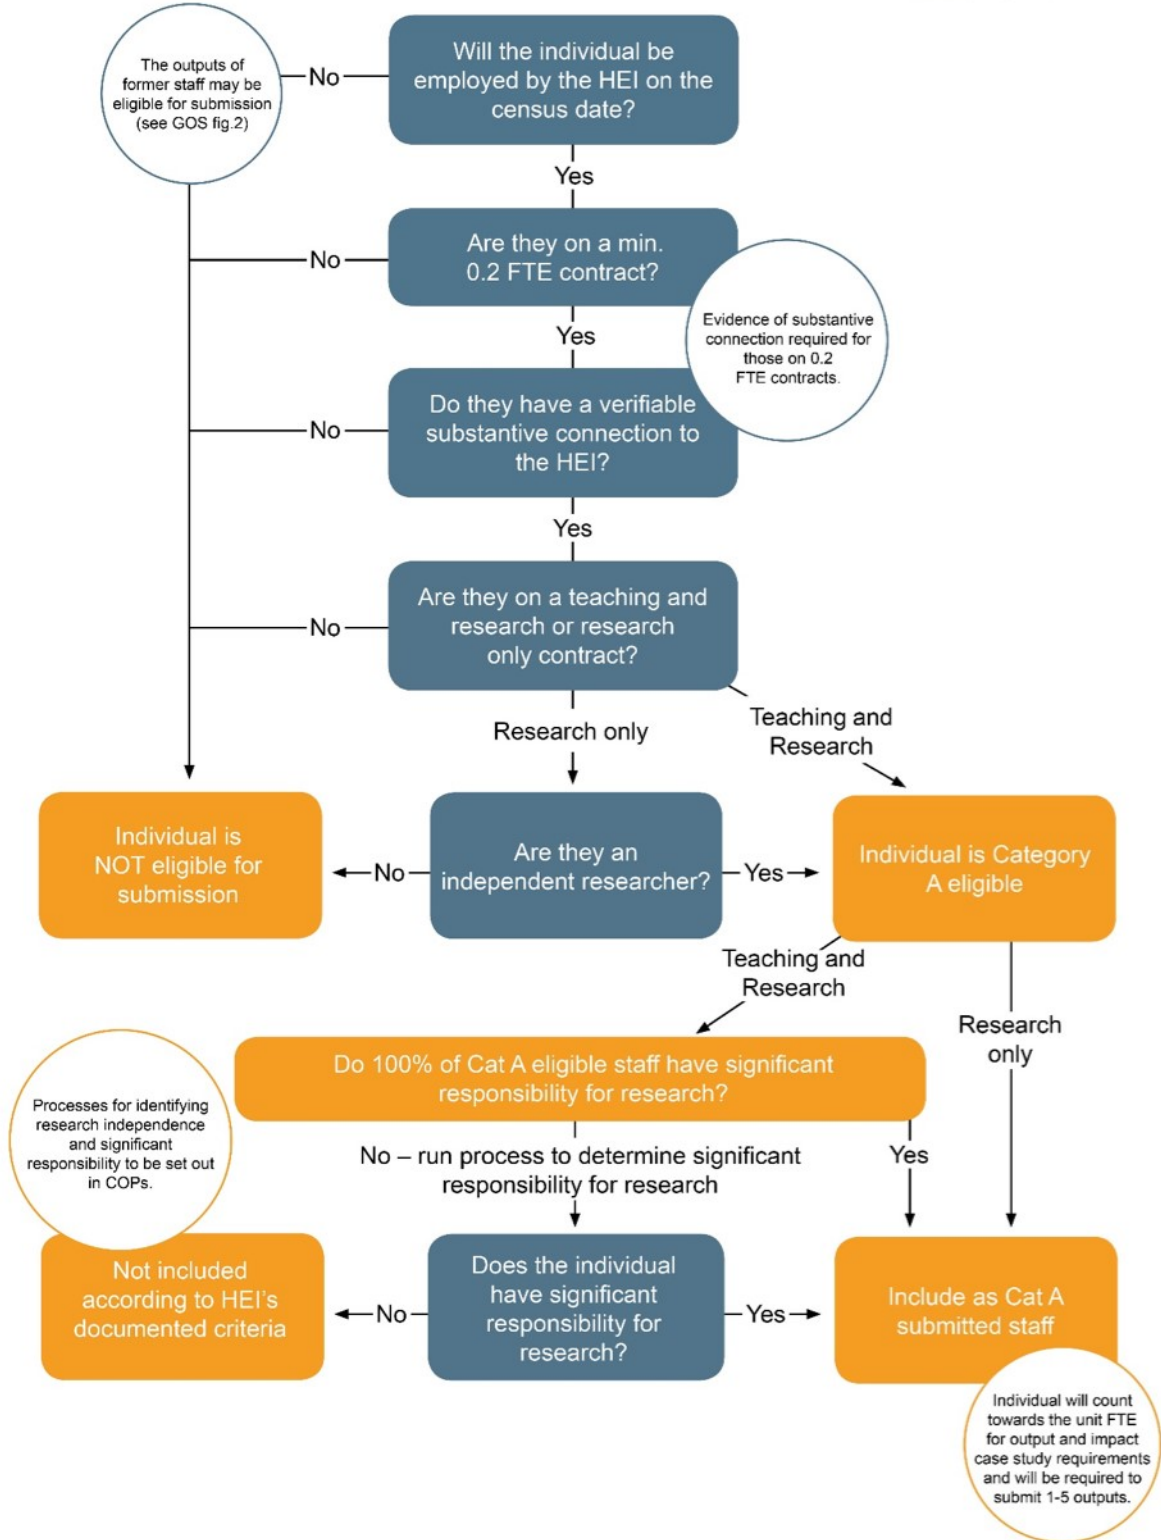 The outputs of
former staff may be
eligible for submission
(see GOS fig.2)
No
Will the individual be
employed by the HEI on the
census date?
Yes
No
Are they on a min.
0.2 FTE contract?
Evidence of substantive
connection required for
those on 0.2
FTE contracts.
Yes
No
Do they have a verifiable
substantive connection to
the HEI?
Yes
No
Are they on a teaching and
research or research
only contract?
Research only
Teaching and
Research
Individual is
NOT eligible for
submission
No
Are they an
independent researcher?
Yes
Individual is Category
A eligible
Teaching and
Research
Research
only
Do 100% of Cat A eligible staff have significant
responsibility for research?
Processes for identifying
research independence
and significant
responsibility to be set out
in COPs.
No – run process to determine significant
responsibility for research
Yes
Not included
according to HEI's
documented criteria
No
Does the individual
have significant
responsibility for
research?
Yes
Include as Cat A
submitted staff
Individual will count
towards the unit FTE
for output and impact
case study requirements
and will be required to
submit 1-5 outputs.